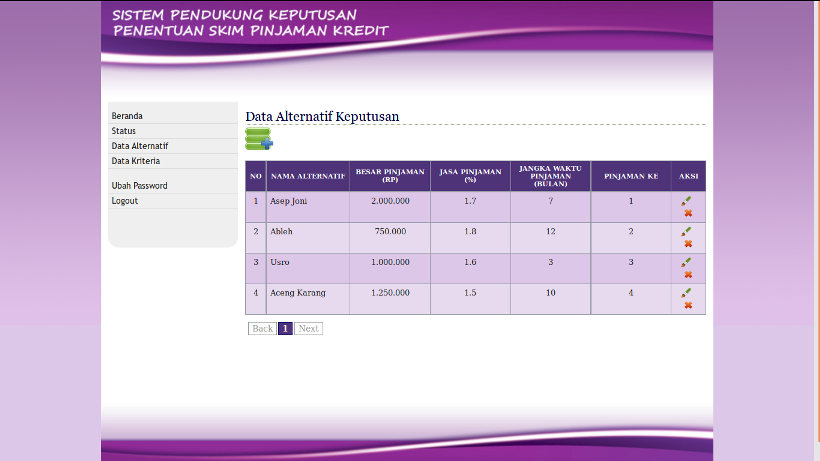 SISTEM PENDUKUNG KEPUTUSAN
PENENTUAN SKIM PINJAMAN KREDIT
Beranda
Status
Data Alternatif
Data Kriteria
Ubah Password
Logout
Data Alternatif Keputusan
NO NAMA ALTERNATIF BESAR PINJAMAN (RP) JASA PINJAMAN (%) JANGKA WAKTU PINJAMAN (BULAN) PINJAMAN KE AKSI
1 Asep Joni 2.000.000 1.7 7 1
2 Ableh 750.000 1.8 12 2
3 Usro 1.000.000 1.6 3 3
4 Aceng Karang 1.250.000 1.5 10 4
Back 1 Next